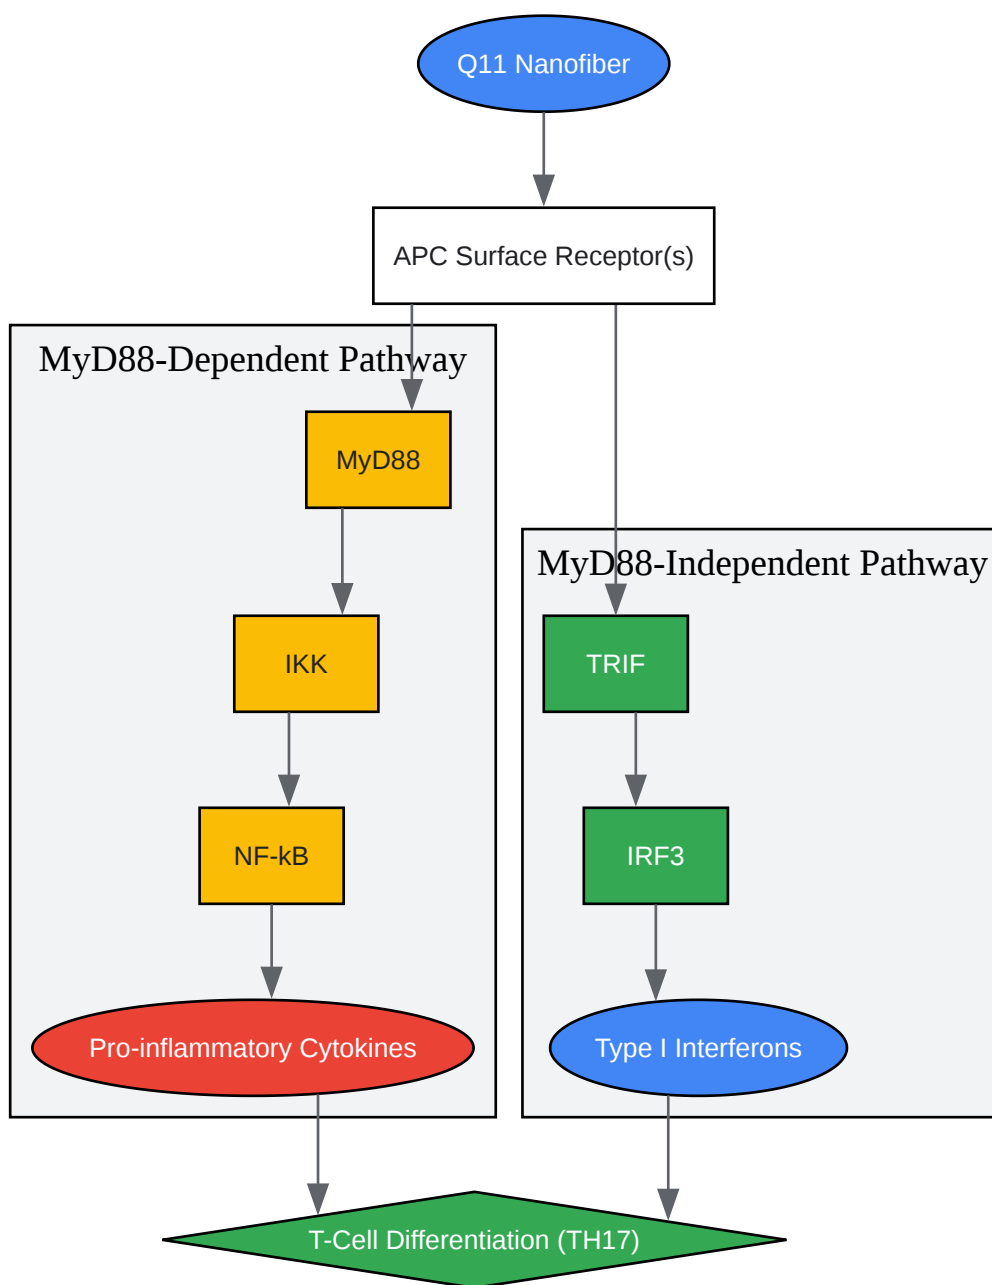 Q11 Nanofiber
APC Surface Receptor(s)
MyD88-Dependent Pathway
MyD88
IKK
NF-kB
Pro-inflammatory Cytokines
MyD88-Independent Pathway
TRIF
IRF3
Type I Interferons
T-Cell Differentiation (TH17)